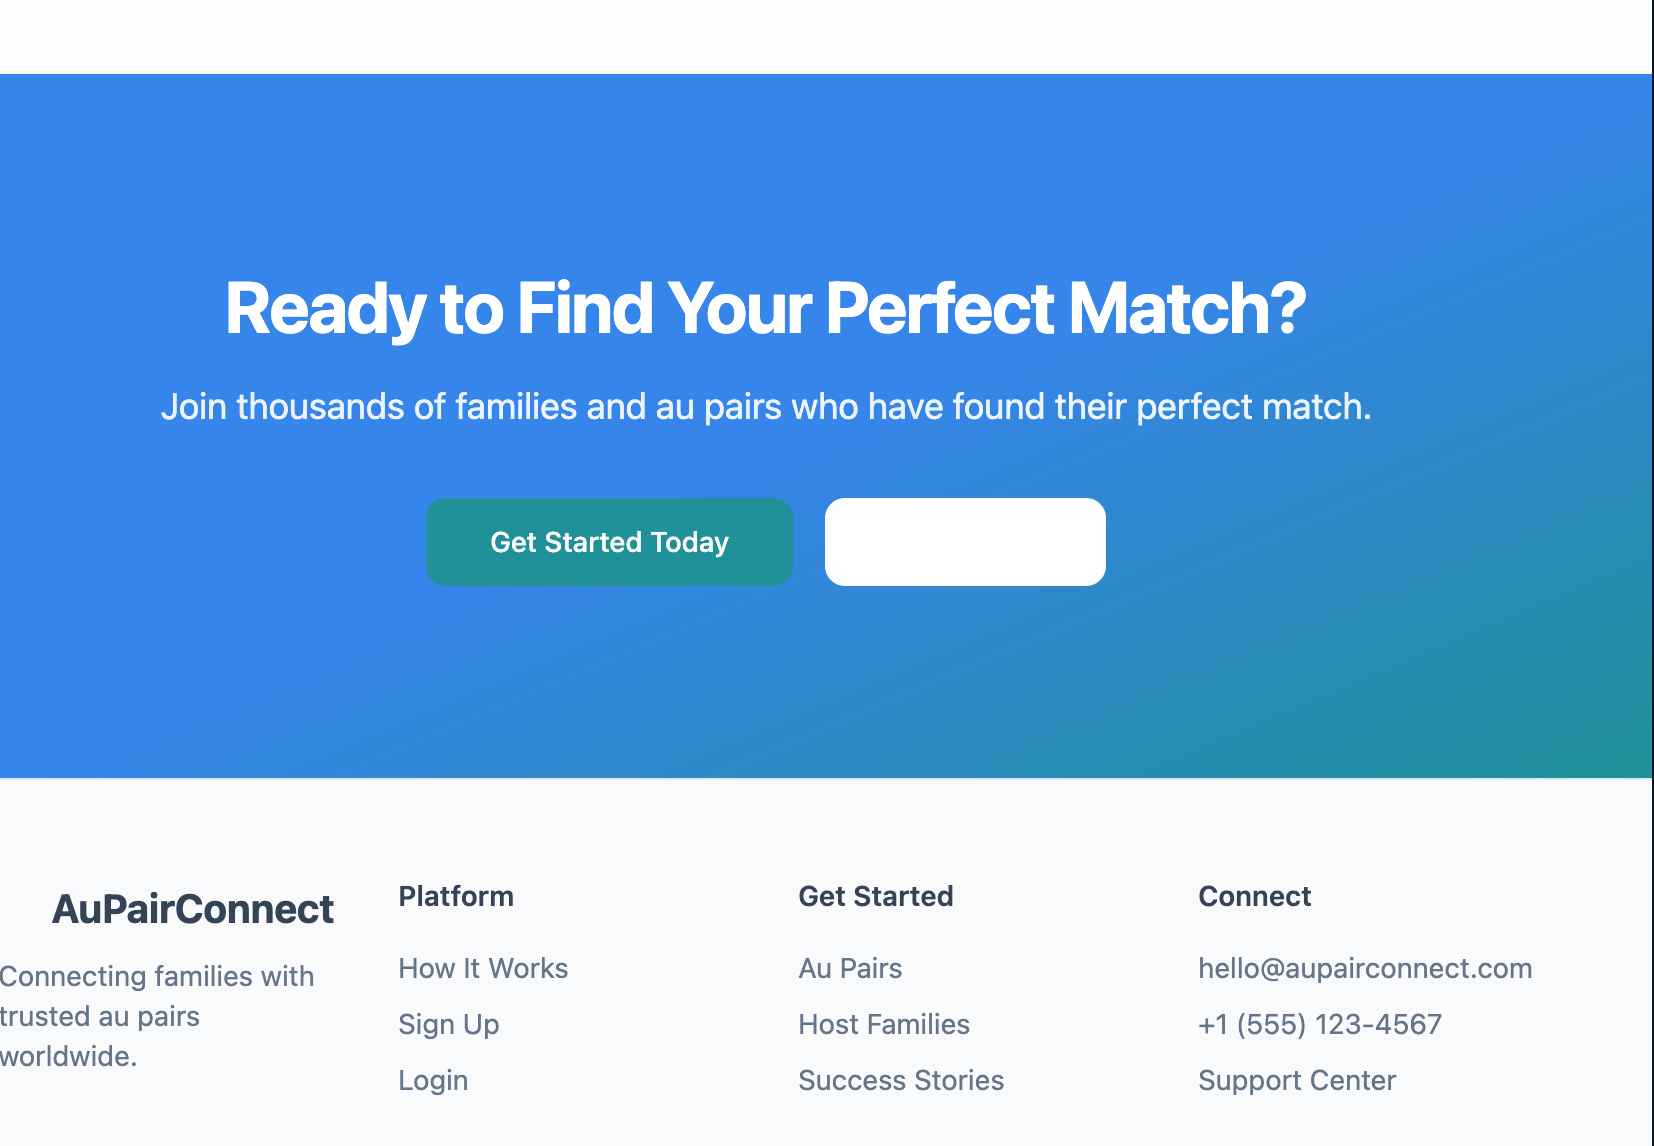 Ready to Find Your Perfect Match?
Join thousands of families and au pairs who have found their perfect match.
Get Started Today
AuPairConnect
Connecting families with
trusted au pairs
worldwide.
Platform
How It Works
Sign Up
Login
Get Started
Au Pairs
Host Families
Success Stories
Connect
hello@aupairconnect.com
+1 (555) 123-4567
Support Center